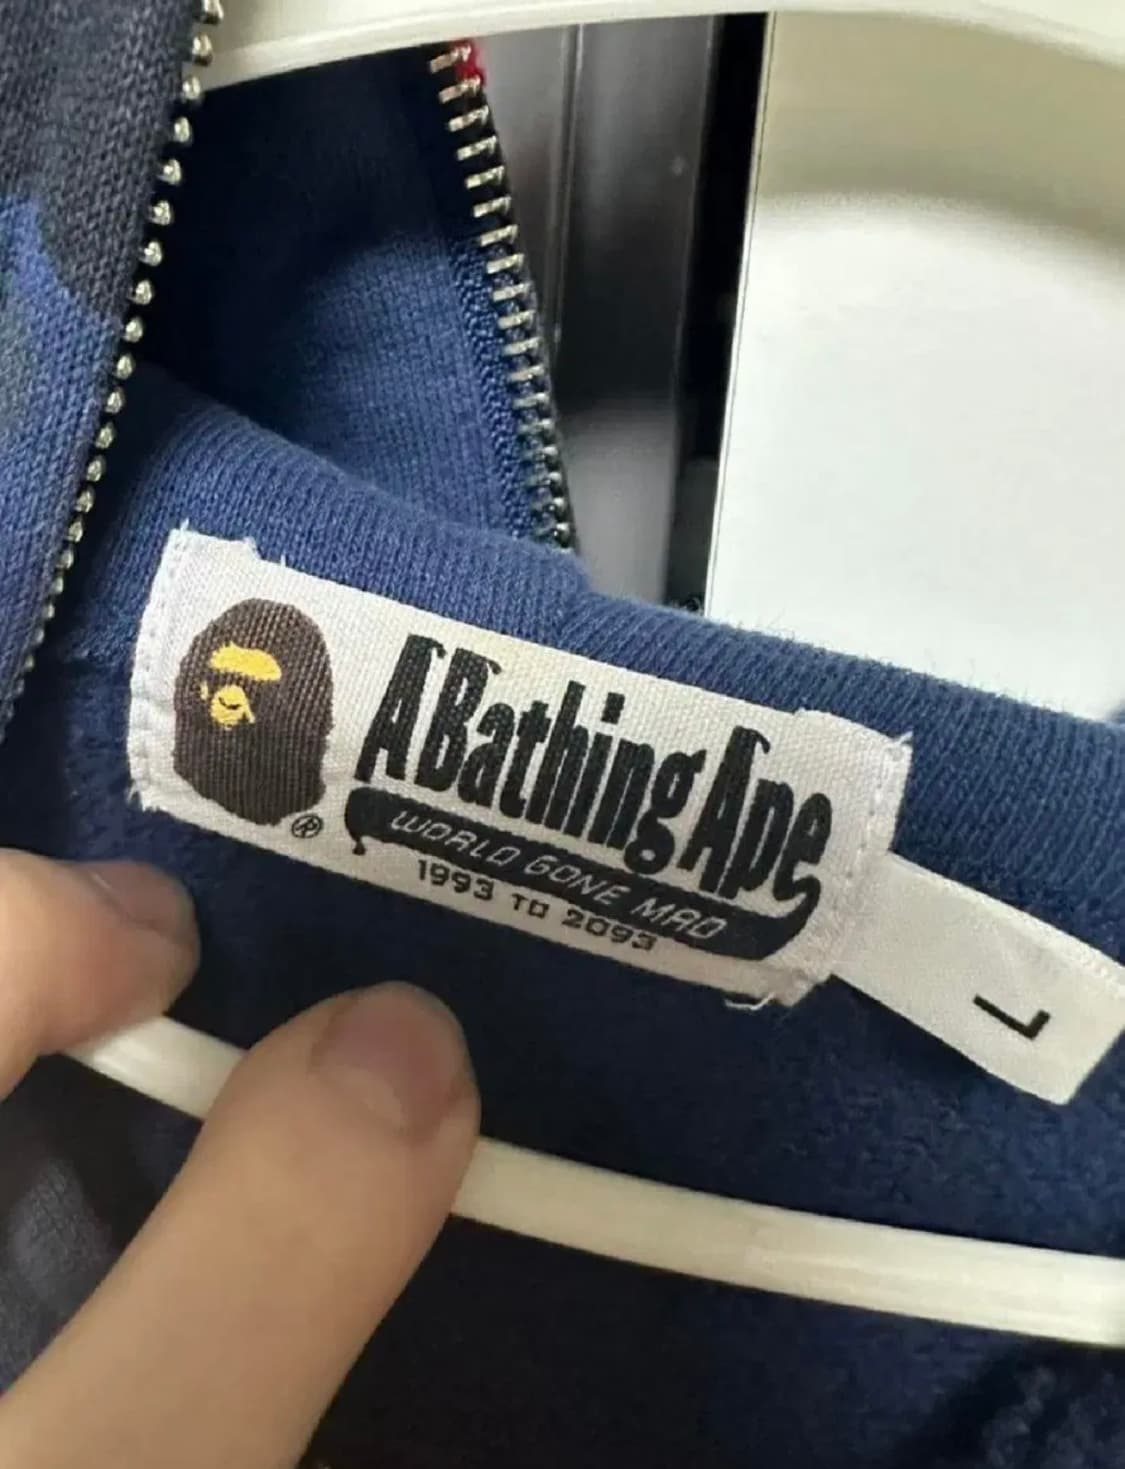 A Bathing Ape
®
WORLD GONE MAD
1993 TO 2093
L